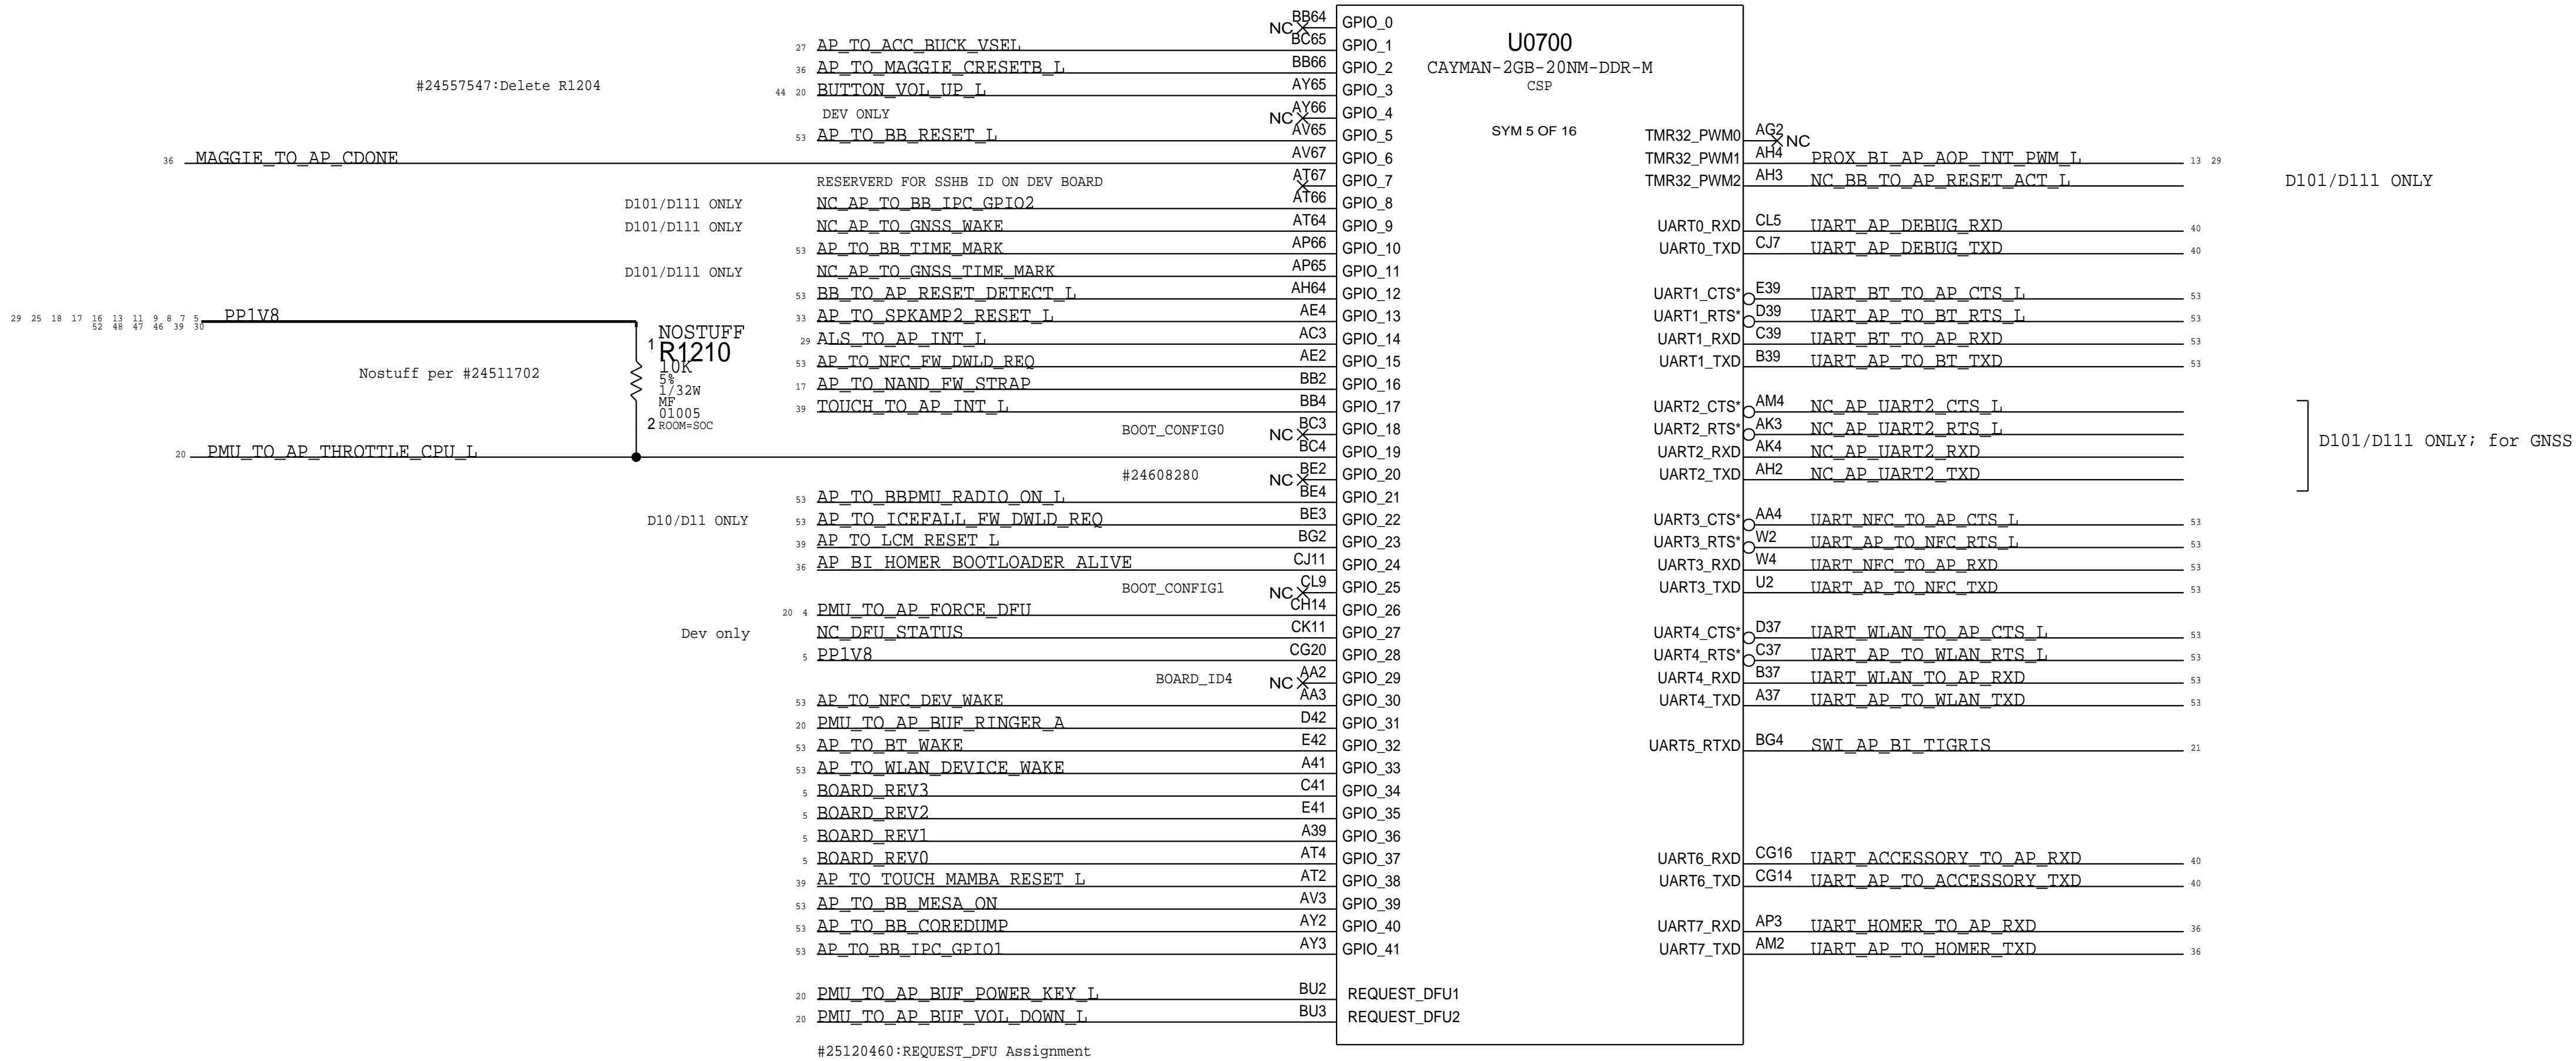 BB64 GPIO_0
NC
27 AP_TO_ACC_BUCK_VSEL BC65 GPIO_1
U0700
36 AP_TO_MAGGIE_CRESETB_L BB66 GPIO_2
CAYMAN-2GB-20NM-DDR-M
#24557547:Delete R1204
44 20 BUTTON_VOL_UP_L AY65 GPIO_3
CSP
DEV ONLY NC AY66 GPIO_4
53 AP_TO_BB_RESET_L AV65 GPIO_5
SYM 5 OF 16
TMR32_PWM0 AG2 NC
36 MAGGIE_TO_AP_CDONE AV67 GPIO_6
TMR32_PWM1 AH4 PROX_BI_AP_AOP_INT_PWM_L 13 29
RESERVERD FOR SSHB ID ON DEV BOARD AT67 GPIO_7
TMR32_PWM2 AH3 NC_BB_TO_AP_RESET_ACT_L D101/D111 ONLY
D101/D111 ONLY NC_AP_TO_BB_IPC_GPIO2 AT66 GPIO_8
D101/D111 ONLY NC_AP_TO_GNSS_WAKE AT64 GPIO_9
UART0_RXD CL5 UART_AP_DEBUG_RXD 40
53 AP_TO_BB_TIME_MARK AP66 GPIO_10
UART0_TXD CJ7 UART_AP_DEBUG_TXD 40
D101/D111 ONLY NC_AP_TO_GNSS_TIME_MARK AP65 GPIO_11
53 BB_TO_AP_RESET_DETECT_L AH64 GPIO_12
UART1_CTS* E39 UART_BT_TO_AP_CTS_L 53
29 25 18 17 16 13 11 9 8 7 5 PP1V8
52 48 47 46 39 30
33 AP_TO_SPKAMP2_RESET_L AE4 GPIO_13
UART1_RTS* D39 UART_AP_TO_BT_RTS_L 53
NOSTUFF
1 R1210
10K
5%
1/32W
MF
01005
2 ROOM=SOC
29 ALS_TO_AP_INT_L AC3 GPIO_14
UART1_RXD C39 UART_BT_TO_AP_RXD 53
53 AP_TO_NFC_FW_DWLD_REQ AE2 GPIO_15
UART1_TXD B39 UART_AP_TO_BT_TXD 53
Nostuff per #24511702
17 AP_TO_NAND_FW_STRAP BB2 GPIO_16
39 TOUCH_TO_AP_INT_L BB4 GPIO_17
UART2_CTS* AM4 NC_AP_UART2_CTS_L
BOOT_CONFIG0 NC BC3 GPIO_18
UART2_RTS* AK3 NC_AP_UART2_RTS_L
D101/D111 ONLY; for GNSS
20 PMU_TO_AP_THROTTLE_CPU_L BC4 GPIO_19
UART2_RXD AK4 NC_AP_UART2_RXD
#24608280 NC BE2 GPIO_20
UART2_TXD AH2 NC_AP_UART2_TXD
53 AP_TO_BBPMU_RADIO_ON_L BE4 GPIO_21
D10/D11 ONLY 53 AP_TO_ICEFALL_FW_DWLD_REQ BE3 GPIO_22
UART3_CTS* AA4 UART_NFC_TO_AP_CTS_L 53
39 AP_TO_LCM_RESET_L BG2 GPIO_23
UART3_RTS* W2 UART_AP_TO_NFC_RTS_L 53
36 AP_BI_HOMER_BOOTLOADER_ALIVE CJ11 GPIO_24
UART3_RXD W4 UART_NFC_TO_AP_RXD 53
BOOT_CONFIG1 NC CL9 GPIO_25
UART3_TXD U2 UART_AP_TO_NFC_TXD 53
20 4 PMU_TO_AP_FORCE_DFU CH14 GPIO_26
Dev only NC_DFU_STATUS CK11 GPIO_27
UART4_CTS* D37 UART_WLAN_TO_AP_CTS_L 53
5 PP1V8 CG20 GPIO_28
UART4_RTS* C37 UART_AP_TO_WLAN_RTS_L 53
BOARD_ID4 NC AA2 GPIO_29
UART4_RXD B37 UART_WLAN_TO_AP_RXD 53
53 AP_TO_NFC_DEV_WAKE AA3 GPIO_30
UART4_TXD A37 UART_AP_TO_WLAN_TXD 53
20 PMU_TO_AP_BUF_RINGER_A D42 GPIO_31
53 AP_TO_BT_WAKE E42 GPIO_32
UART5_RTXD BG4 SWI_AP_BI_TIGRIS 21
53 AP_TO_WLAN_DEVICE_WAKE A41 GPIO_33
5 BOARD_REV3 C41 GPIO_34
5 BOARD_REV2 E41 GPIO_35
5 BOARD_REV1 A39 GPIO_36
5 BOARD_REV0 AT4 GPIO_37
UART6_RXD CG16 UART_ACCESSORY_TO_AP_RXD 40
39 AP_TO_TOUCH_MAMBA_RESET_L AT2 GPIO_38
UART6_TXD CG14 UART_AP_TO_ACCESSORY_TXD 40
53 AP_TO_BB_MESA_ON AV3 GPIO_39
53 AP_TO_BB_COREDUMP AY2 GPIO_40
UART7_RXD AP3 UART_HOMER_TO_AP_RXD 36
53 AP_TO_BB_IPC_GPIO1 AY3 GPIO_41
UART7_TXD AM2 UART_AP_TO_HOMER_TXD 36
20 PMU_TO_AP_BUF_POWER_KEY_L BU2 REQUEST_DFU1
20 PMU_TO_AP_BUF_VOL_DOWN_L BU3 REQUEST_DFU2
#25120460:REQUEST_DFU Assignment